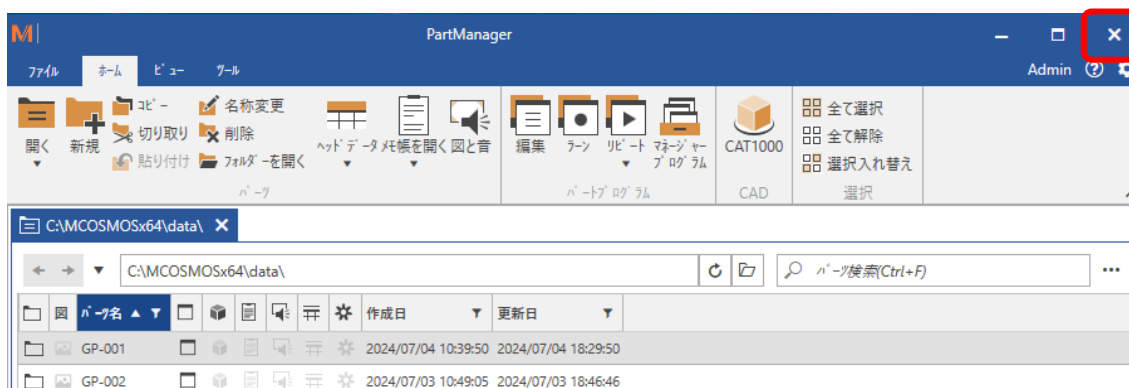 M PartManager
ファイル ホーム ビュー ツール Admin
開く 新規 コピー 切り取り 貼り付け 名称変更 削除 フォルダーを開く ヘッドデータ メモ帳を開く 図と音 編集 ラーン リピート マネージャープログラム CAT1000 全て選択 全て解除 選択入れ替え
パーツ パートプログラム CAD 選択
C:\MCOSMOSx64\data\
C:\MCOSMOSx64\data\ パーツ検索(Ctrl+F)
図 パーツ名 作成日 更新日
GP-001 2024/07/04 10:39:50 2024/07/04 18:29:50
GP-002 2024/07/03 10:49:05 2024/07/03 18:46:46